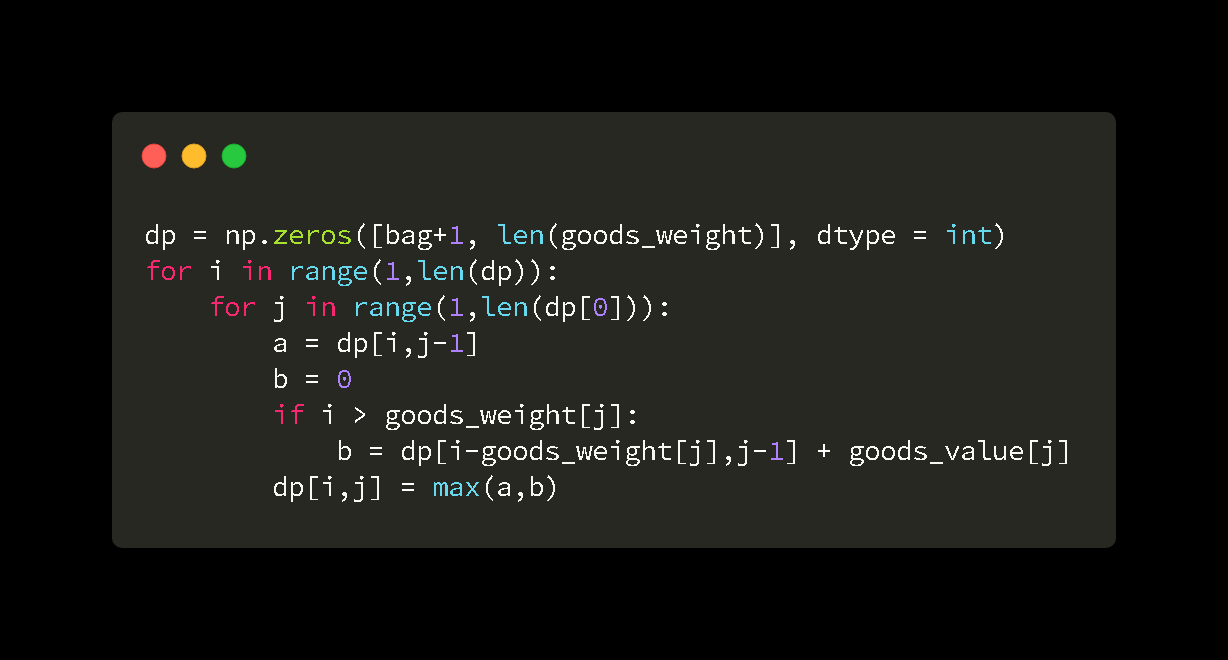 dp = np.zeros([bag+1, len(goods_weight)], dtype = int)
for i in range(1,len(dp)):
    for j in range(1,len(dp[0])):
        a = dp[i,j-1]
        b = 0
        if i > goods_weight[j]:
            b = dp[i-goods_weight[j],j-1] + goods_value[j]
        dp[i,j] = max(a,b)